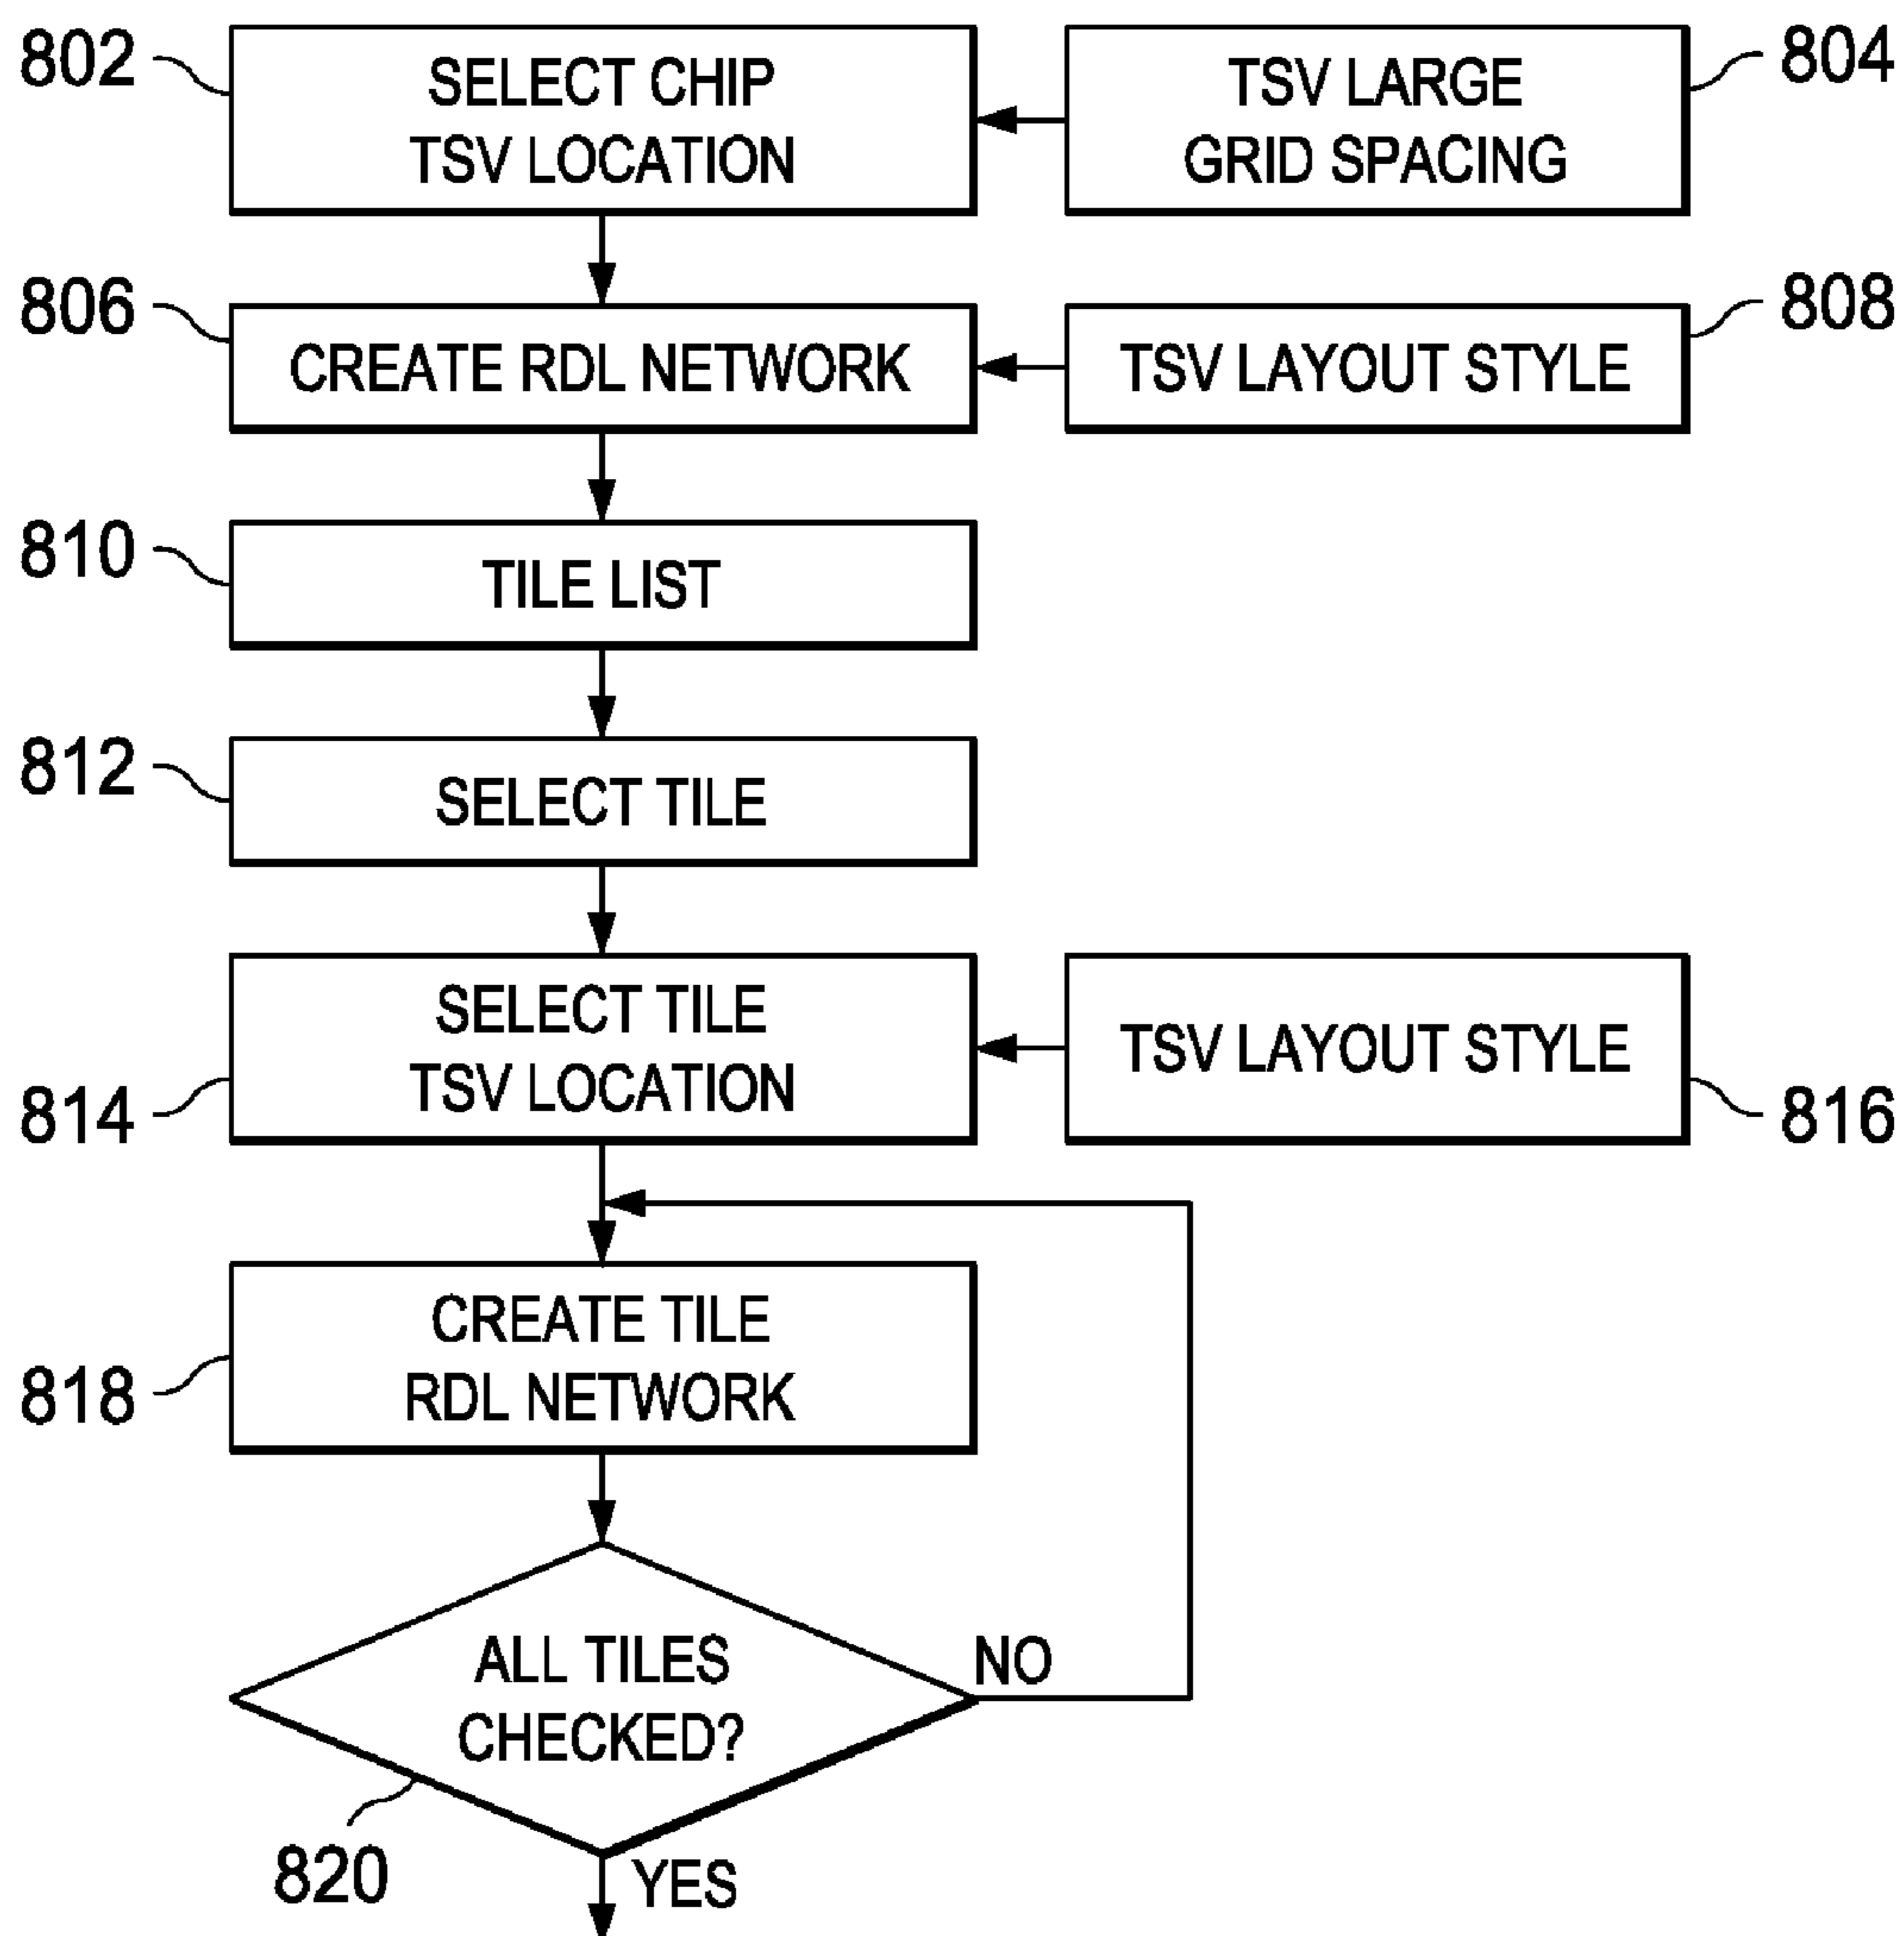 802
SELECT CHIP
TSV LOCATION
TSV LARGE
GRID SPACING
804
806
CREATE RDL NETWORK
TSV LAYOUT STYLE
808
810
TILE LIST
812
SELECT TILE
814
SELECT TILE
TSV LOCATION
TSV LAYOUT STYLE
816
818
CREATE TILE
RDL NETWORK
ALL TILES
CHECKED?
NO
820
YES